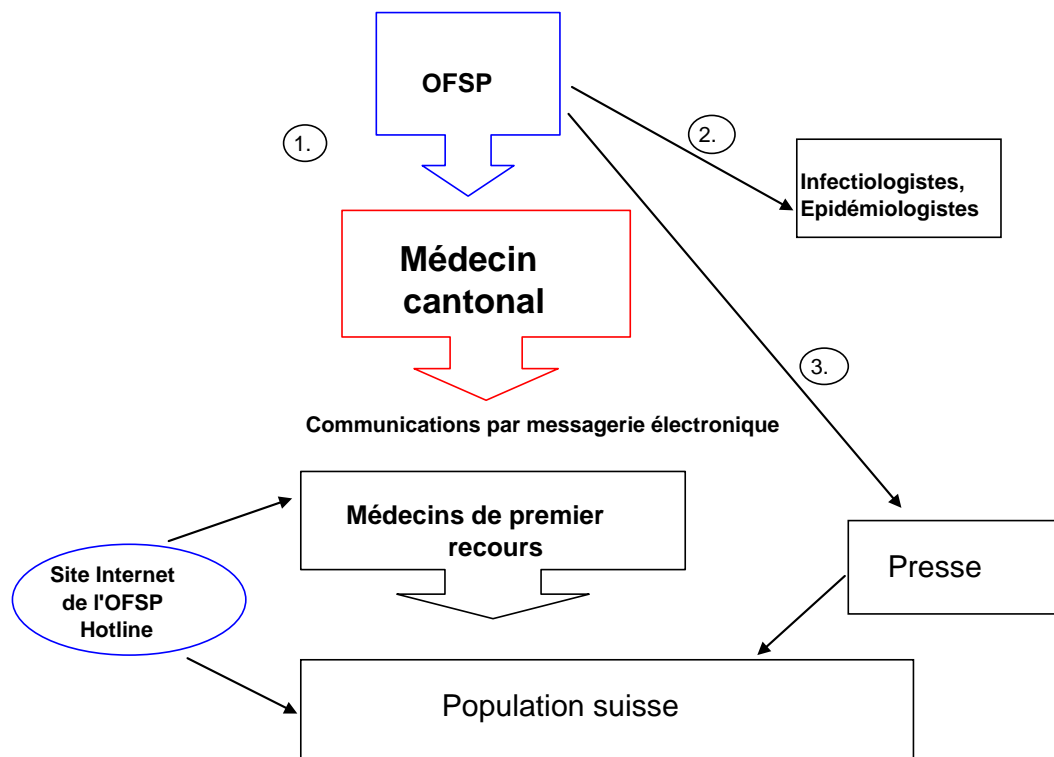 OFSP
1.
2.
Infectiologistes,
Epidémiologistes
Médecin
cantonal
3.
Communications par messagerie électronique
Médecins de premier
recours
Site Internet
de l'OFSP
Hotline
Presse
Population suisse